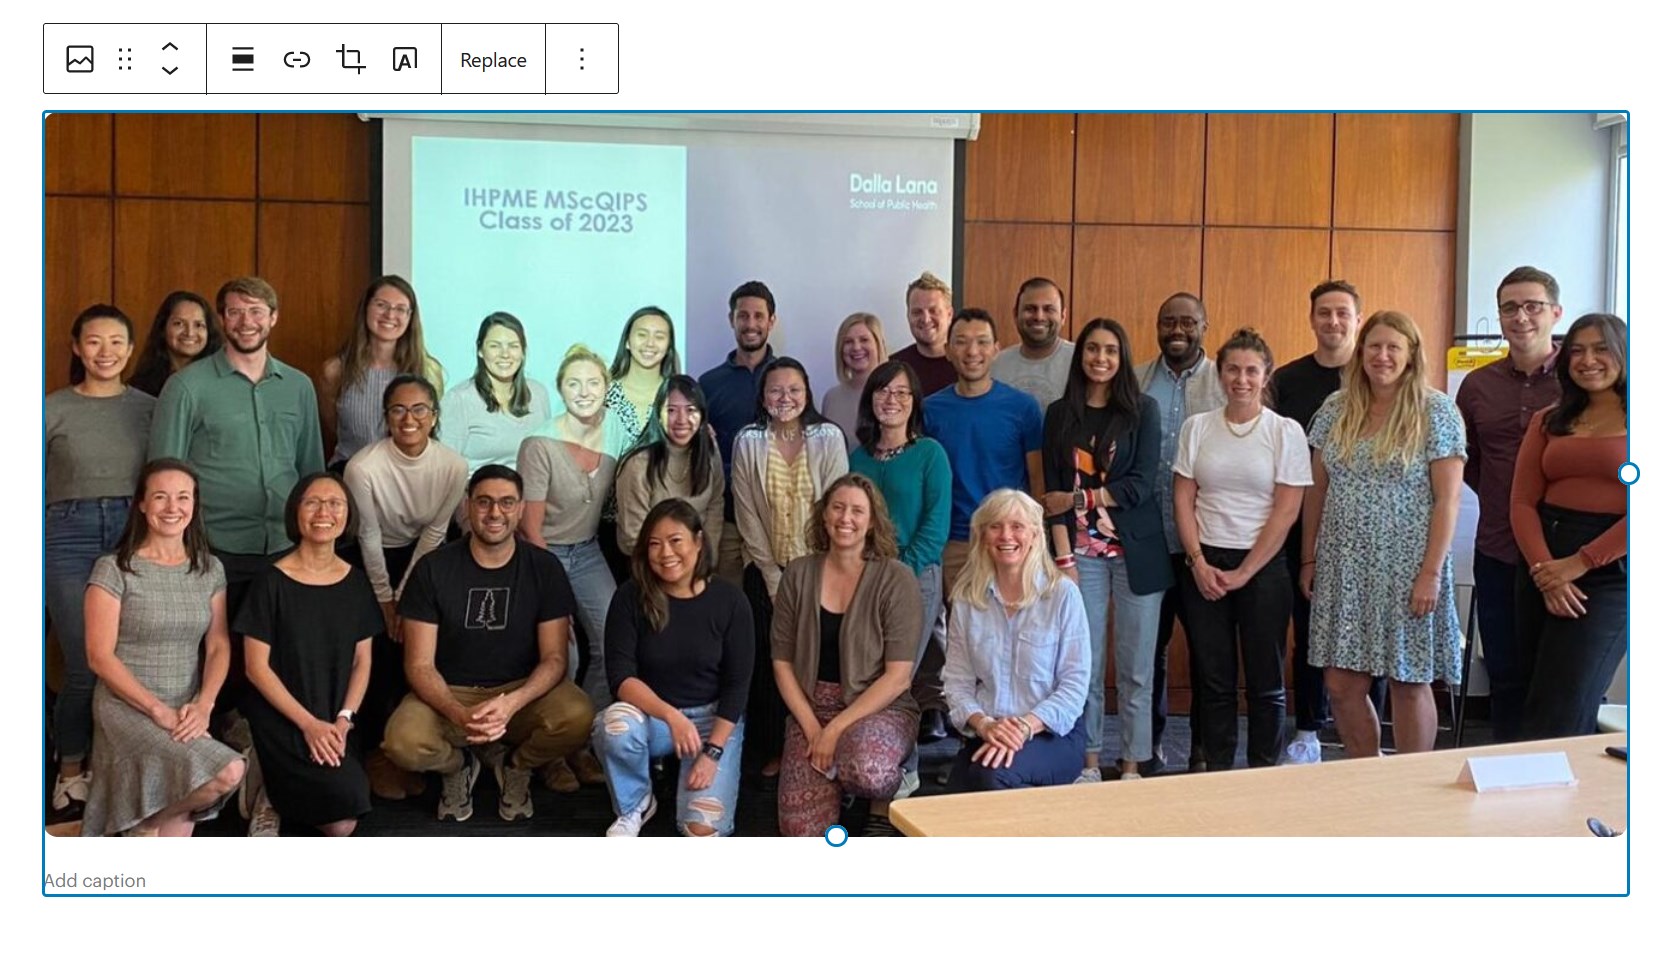 Replace
IHPME MScQIPS
Class of 2023
Dalla Lana
School of Public Health
Add caption